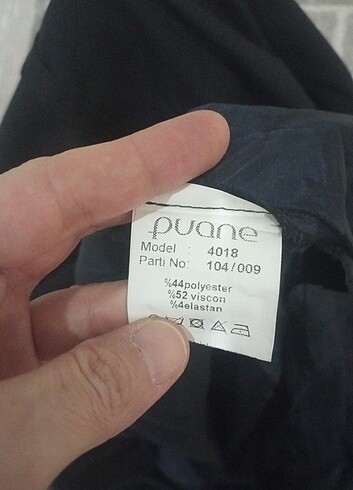 puane
Model : 4018
Parti No: 104/009
%44polyester
%52 viscon
%4elastan